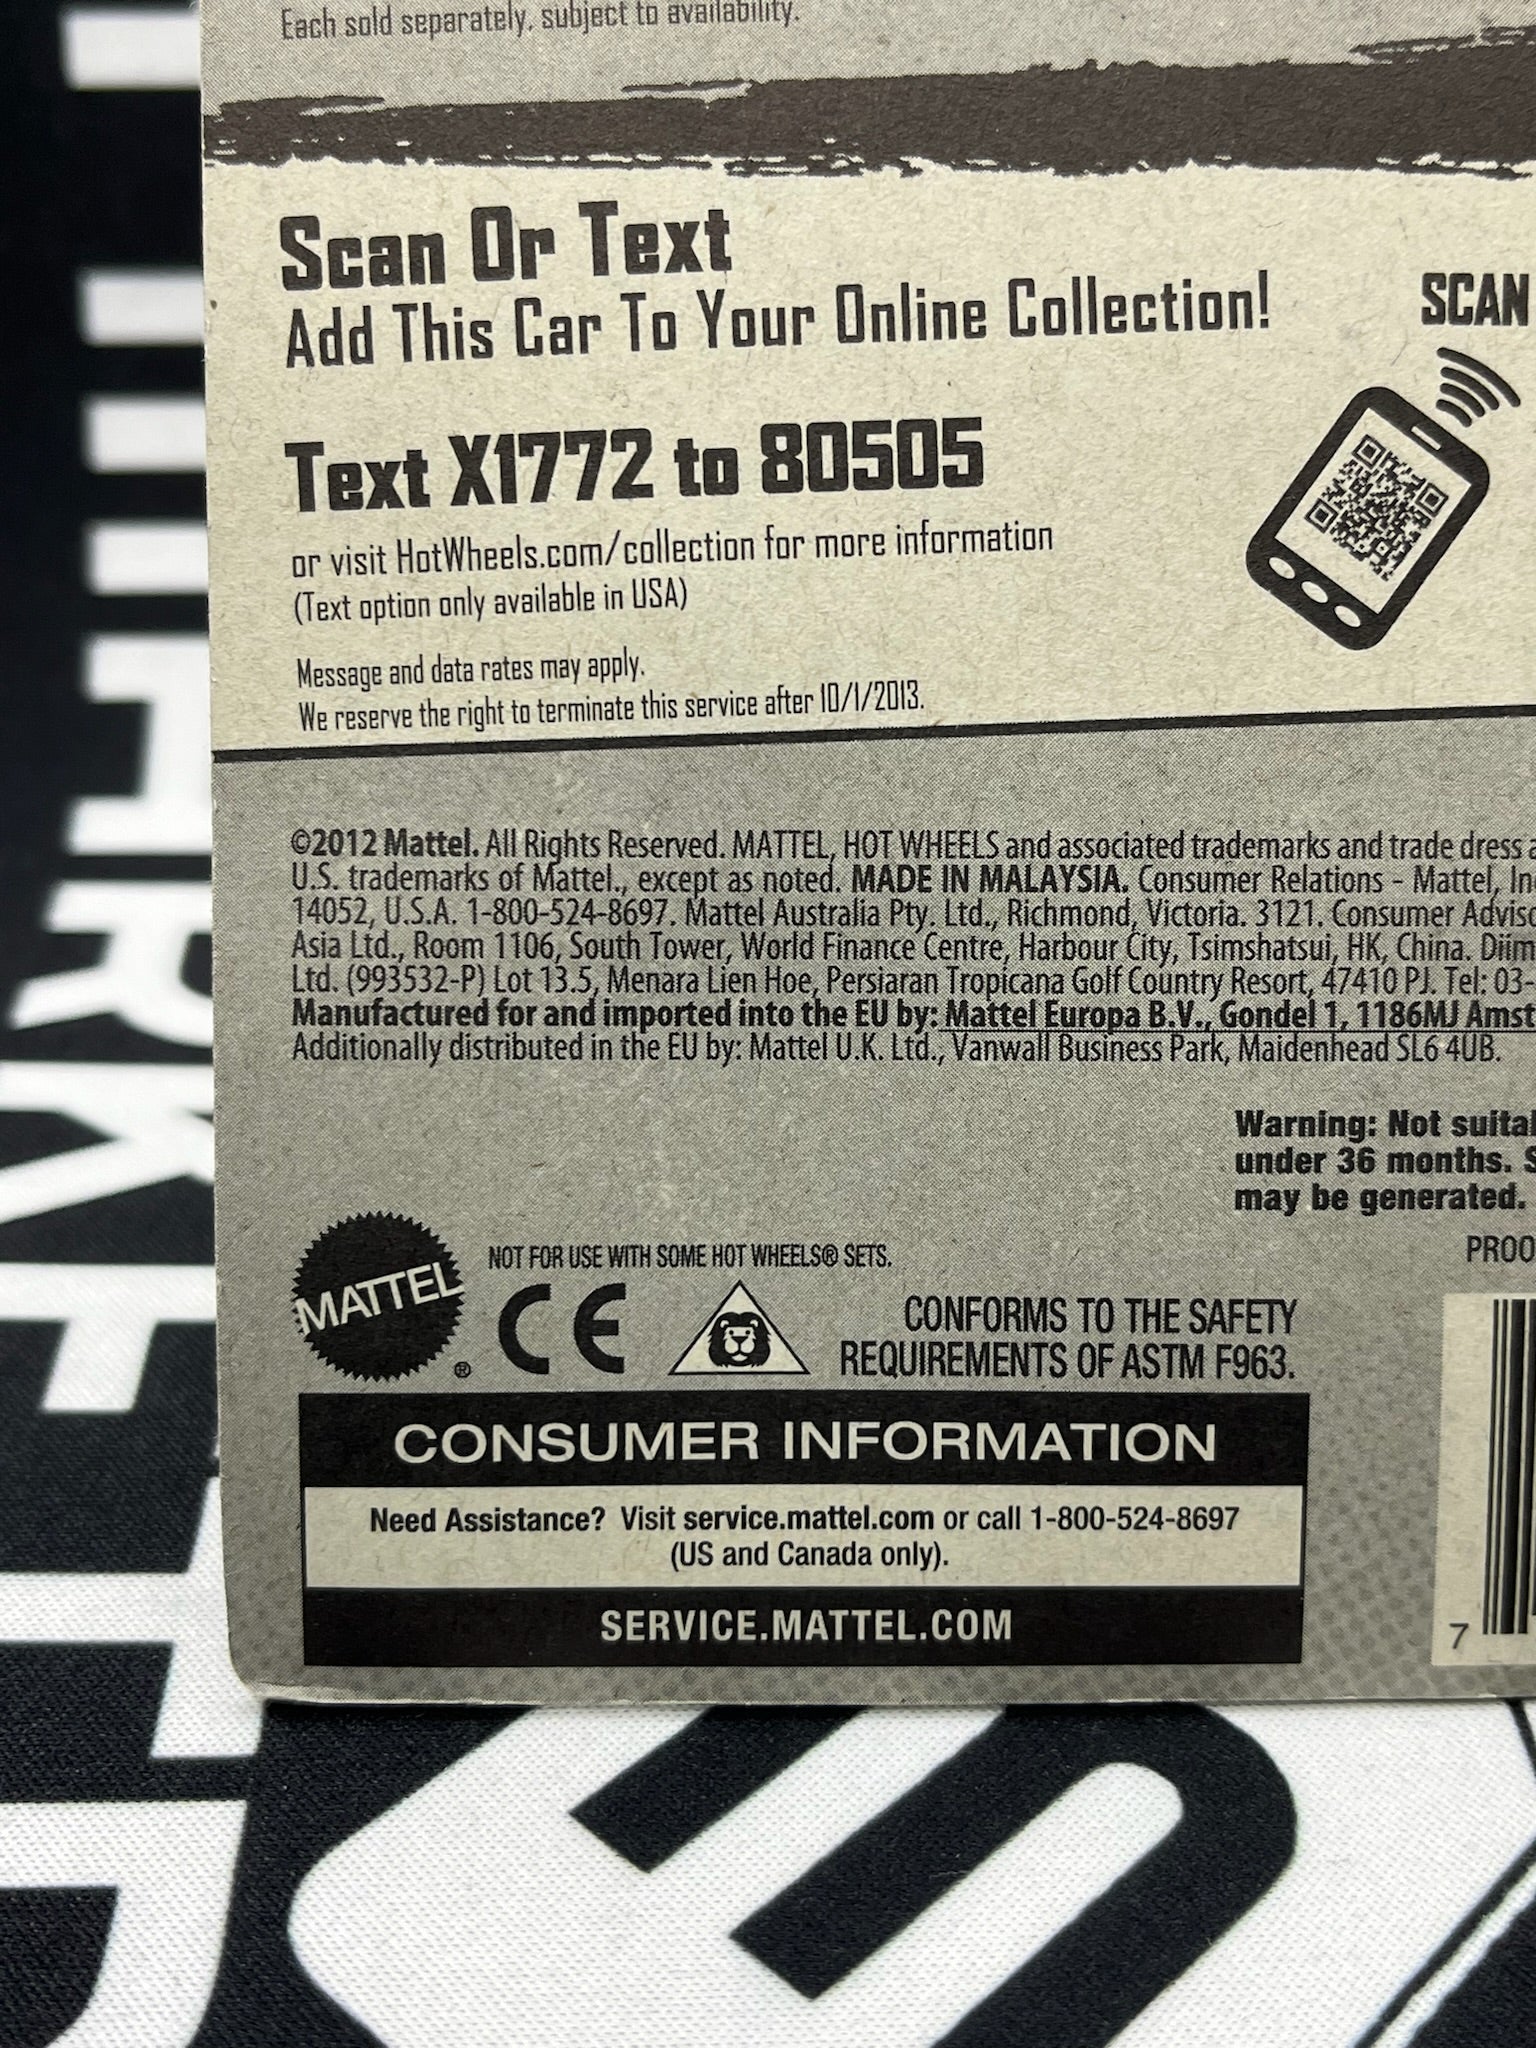 Each sold separately, subject to availability.
Scan Or Text
Add This Car To Your Online Collection!
SCAN
Text X1772 to 80505
or visit HotWheels.com/collection for more information
(Text option only available in USA)
Message and data rates may apply.
We reserve the right to terminate this service after 10/1/2013.
©2012 Mattel. All Rights Reserved. MATTEL, HOT WHEELS and associated trademarks and trade dress
U.S. trademarks of Mattel., except as noted. MADE IN MALAYSIA. Consumer Relations - Mattel,
14052, U.S.A. 1-800-524-8697. Mattel Australia Pty. Ltd., Richmond, Victoria. 3121. Consumer
Asia Ltd., Room 1106, South Tower, World Finance Centre, Harbour City, Tsimshatsui, HK, China.
Ltd. (993532-P) Lot 13.5, Menara Lien Hoe, Persiaran Tropicana Golf Country Resort, 47410 PJ. Tel: 03-
Manufactured for and imported into the EU by: Mattel Europa B.V., Gondel 1, 1186MJ
Additionally distributed in the EU by: Mattel U.K. Ltd., Vanwall Business Park, Maidenhead SL6 4UB.
Warning: Not
under 36 months.
may be generated.
NOT FOR USE WITH SOME HOT WHEELS® SETS.
MATTEL®
CE
CONFORMS TO THE SAFETY
REQUIREMENTS OF ASTM F963.
CONSUMER INFORMATION
Need Assistance? Visit service.mattel.com or call 1-800-524-8697
(US and Canada only).
SERVICE.MATTEL.COM
7